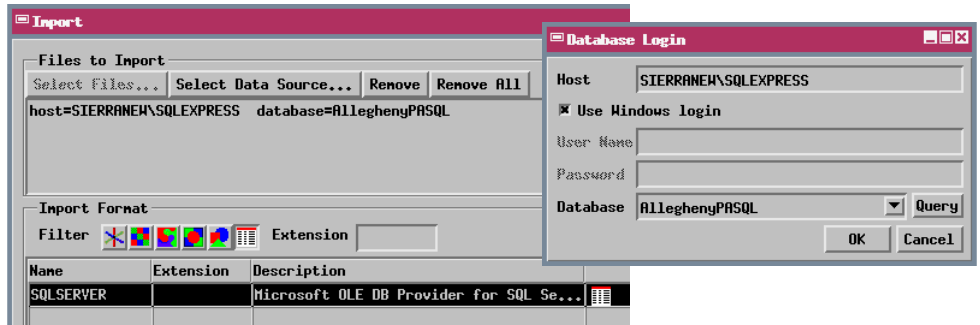 Import
Files to Import
Select Files... Select Data Source... Remove Remove All
host=SIERRANEW\SQLEXPRESS database=AlleghenyPASQL
Import Format
Filter Extension
Name Extension Description
SQLSERVER Microsoft OLE DB Provider for SQL Se...
Database Login
Host SIERRANEW\SQLEXPRESS
Use Windows login
User Name
Password
Database AlleghenyPASQL Query
OK Cancel